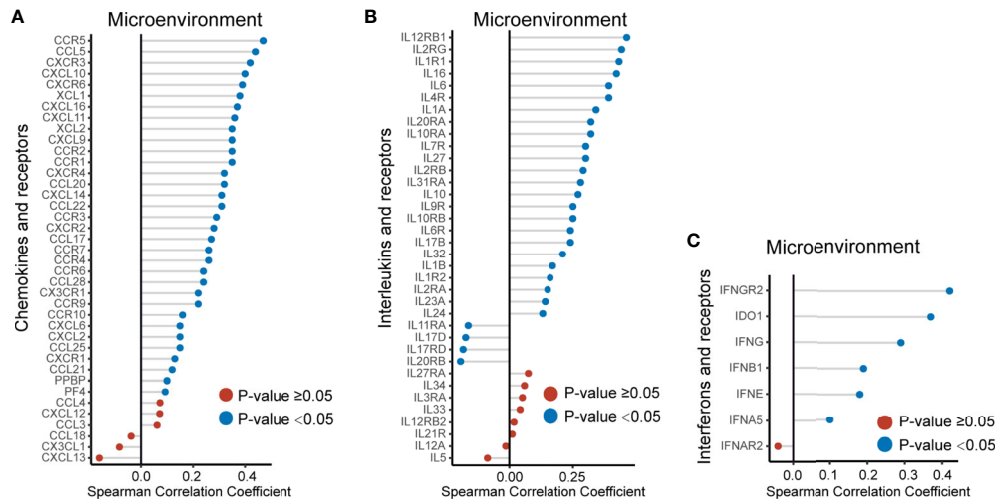 A
Microenvironment
Chemokines and receptors
CCR5
CCL5
CXCR3
CXCL10
CXCR6
XCL1
CXCL16
CXCL11
XCL2
CXCL9
CCR2
CCR1
CXCR4
CCL20
CXCL14
CCL22
CCR3
CXCR2
CCL17
CCR7
CCR4
CCR6
CCL28
CX3CR1
CCR9
CCR10
CXCL6
CXCL2
CCL25
CXCR1
CCL21
PPBP
PF4
CCL4
CXCL12
CCL3
CCL18
CX3CL1
CXCL13
P-value ≥0.05
P-value <0.05
0.0 0.2 0.4
Spearman Correlation Coefficient
B
Microenvironment
Interleukins and receptors
IL12RB1
IL2RG
IL1R1
IL16
IL6
IL4R
IL1A
IL20RA
IL10RA
IL7R
IL27
IL2RB
IL31RA
IL10
IL9R
IL10RB
IL6R
IL17B
IL32
IL1B
IL1R2
IL2RA
IL23A
IL24
IL11RA
IL17D
IL17RD
IL20RB
IL27RA
IL34
IL3RA
IL33
IL12RB2
IL21R
IL12A
IL5
P-value ≥0.05
P-value <0.05
0.00 0.25
Spearman Correlation Coefficient
C
Microenvironment
Interferons and receptors
IFNGR2
IDO1
IFNG
IFNB1
IFNE
IFNA5
IFNAR2
P-value ≥0.05
P-value <0.05
0.0 0.1 0.2 0.3 0.4
Spearman Correlation Coefficient